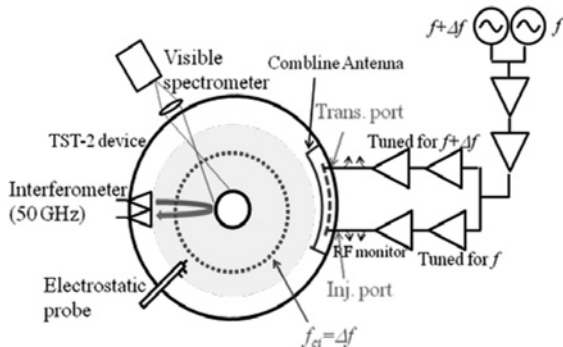 f+Δf
f
Visible
spectrometer
Combline Antenna
Trans. port
TST-2 device
Tuned for f+Δf
Interferometer
(50 GHz)
RF monitor
Tuned for f
Inj. port
Electrostatic
probe
fci=Δf